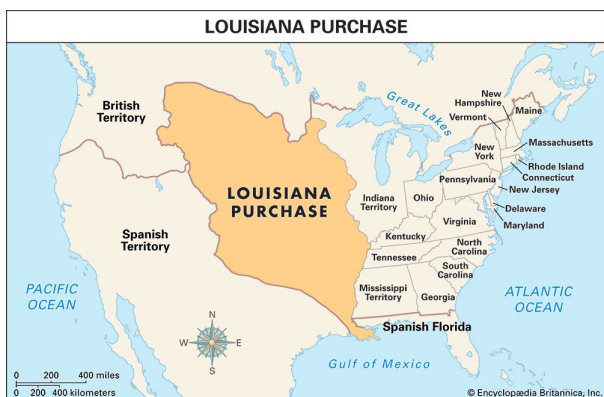 LOUISIANA PURCHASE
British
Territory
Great Lakes
New
Hampshire
Vermont
Maine
Massachusetts
New
York
Rhode Island
Connecticut
Pennsylvania
New Jersey
LOUISIANA
PURCHASE
Indiana
Territory
Ohio
Delaware
Maryland
Virginia
Spanish
Territory
Kentucky
North
Carolina
Tennessee
South
Carolina
PACIFIC
OCEAN
Mississippi
Territory
Georgia
ATLANTIC
OCEAN
Spanish Florida
N
W
E
S
Gulf of Mexico
0 200 400 miles
0 200 400 kilometers
© Encyclopædia Britannica, Inc.